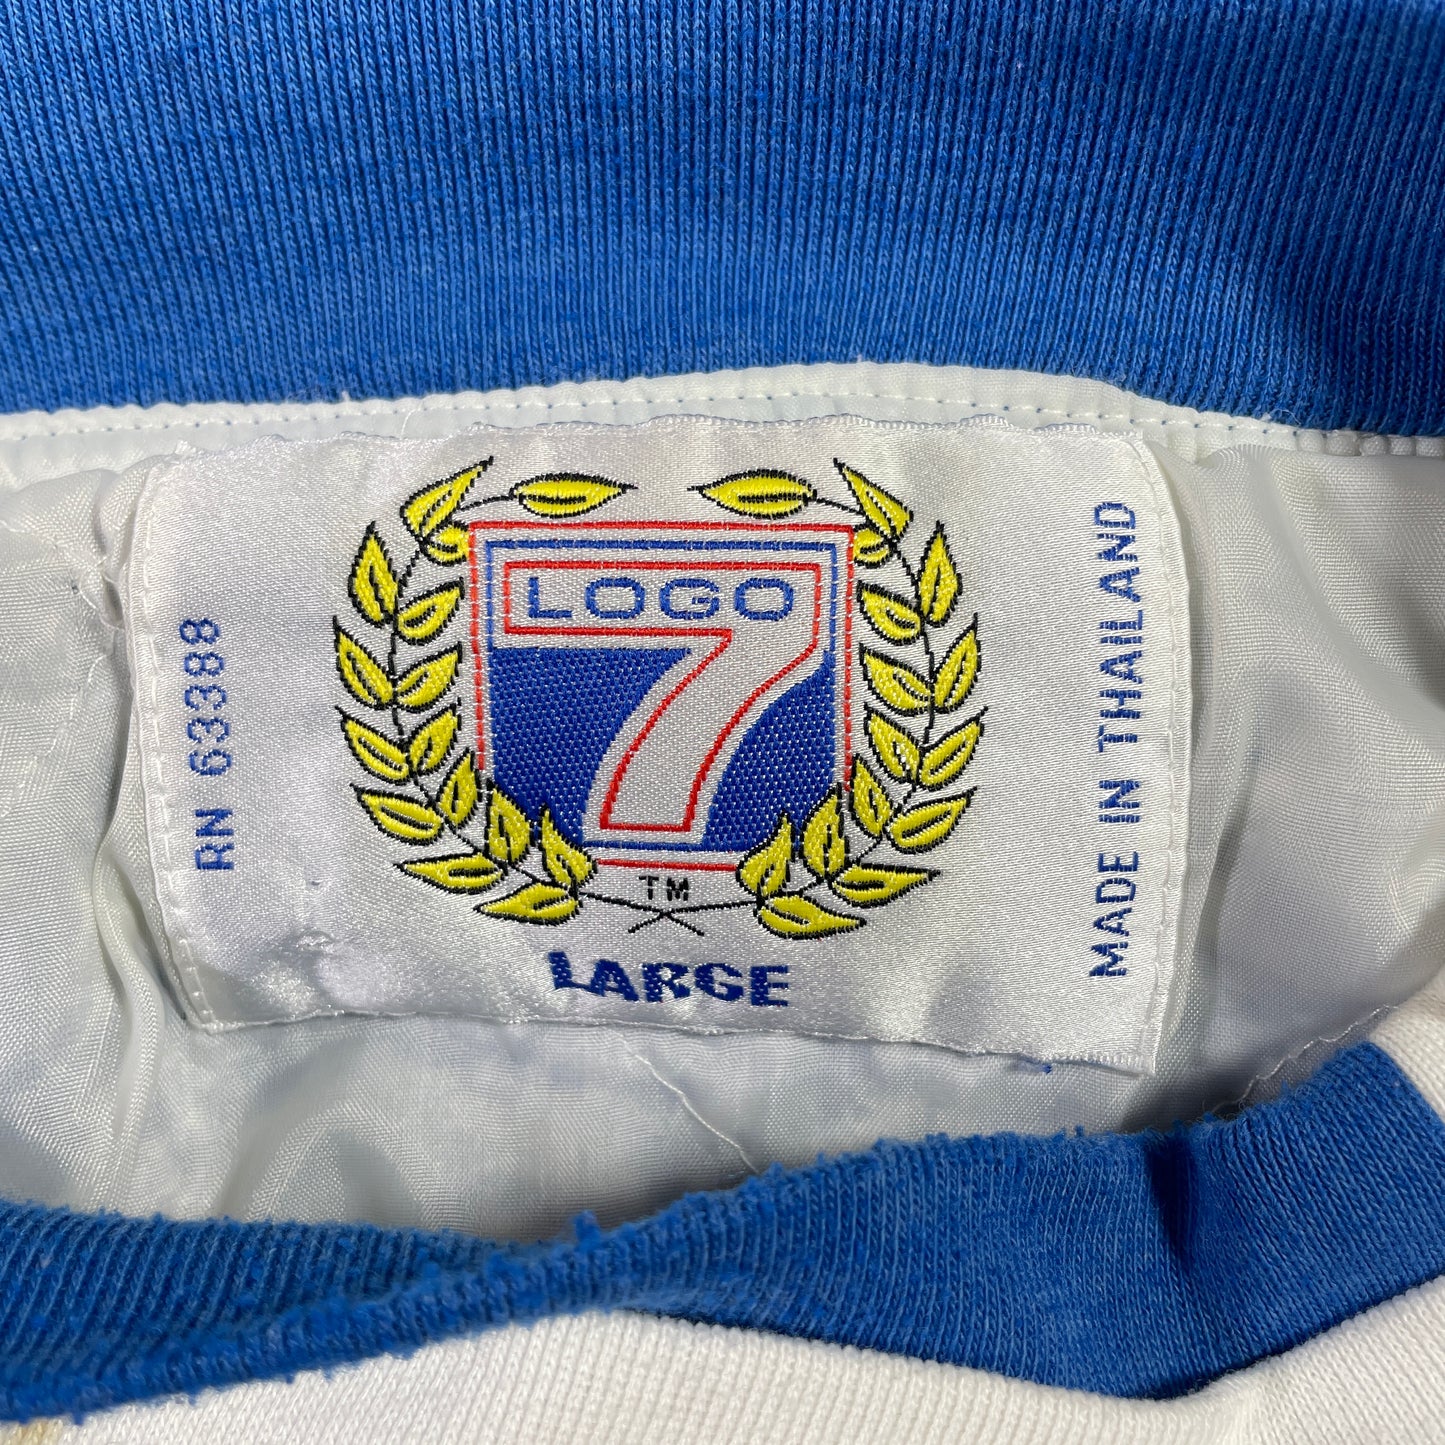 RN 63388
LOGO
7
TM
LARGE
MADE IN THAILAND